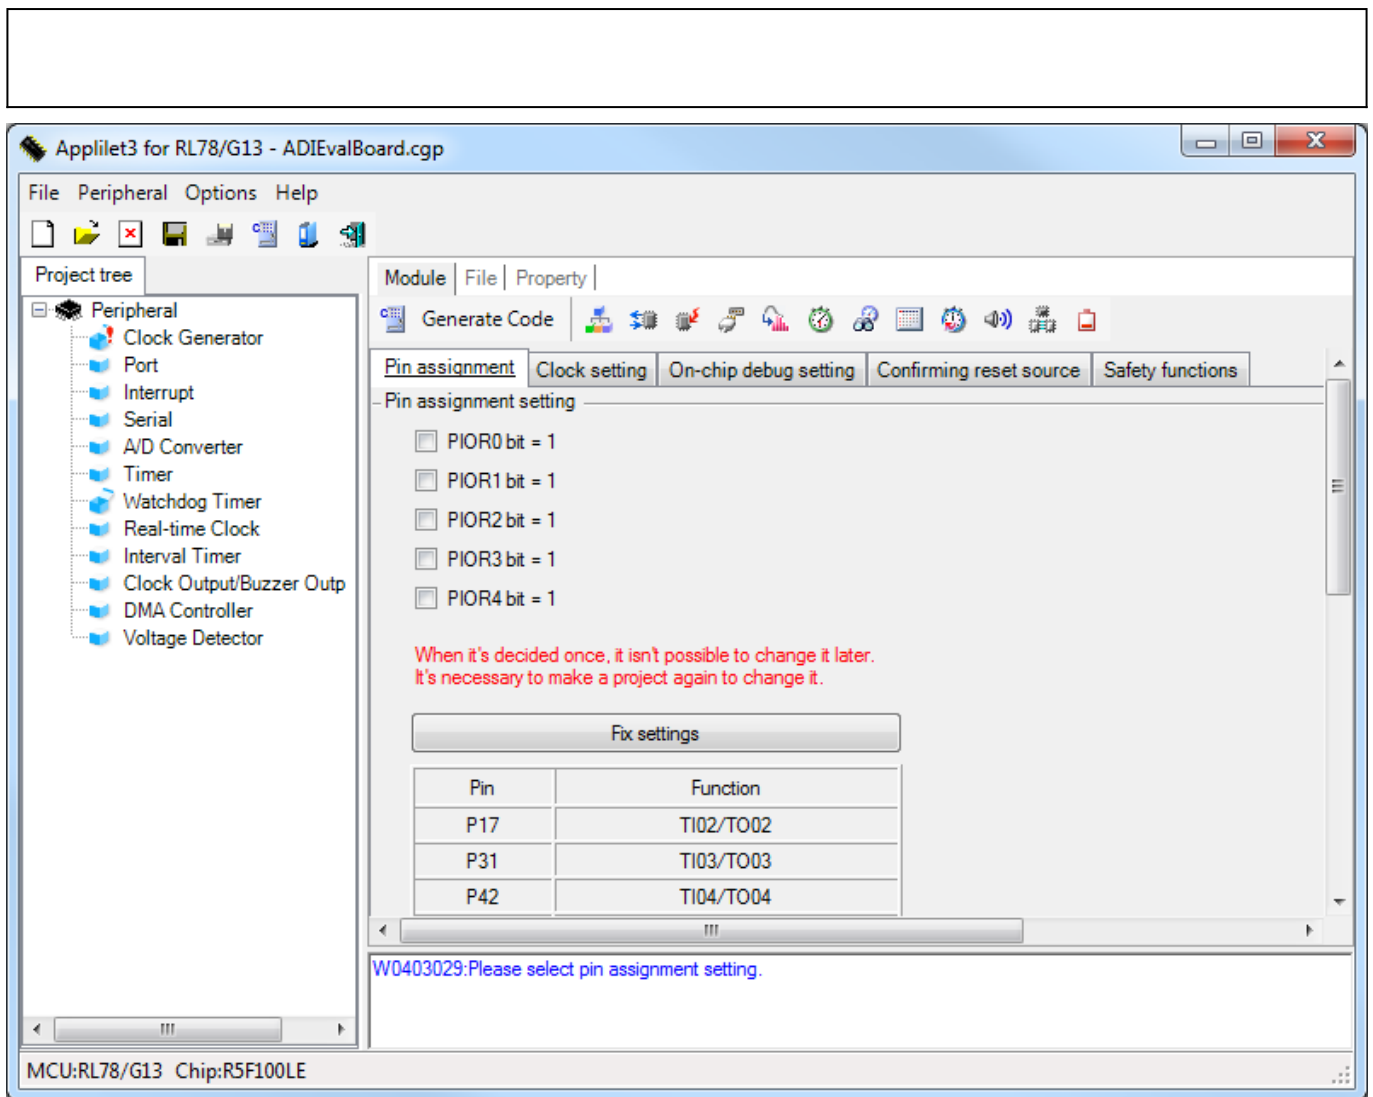 Applilet3 for RL78/G13 - ADIEvalBoard.cgp
File Peripheral Options Help
Project tree
Peripheral
Clock Generator
Port
Interrupt
Serial
A/D Converter
Timer
Watchdog Timer
Real-time Clock
Interval Timer
Clock Output/Buzzer Outp
DMA Controller
Voltage Detector
Module File Property
Generate Code
Pin assignment Clock setting On-chip debug setting Confirming reset source Safety functions
Pin assignment setting
PIOR0 bit = 1
PIOR1 bit = 1
PIOR2 bit = 1
PIOR3 bit = 1
PIOR4 bit = 1
When it's decided once, it isn't possible to change it later.
It's necessary to make a project again to change it.
Fix settings
Pin Function
P17 TI02/TO02
P31 TI03/TO03
P42 TI04/TO04
W0403029:Please select pin assignment setting.
MCU:RL78/G13 Chip:R5F100LE